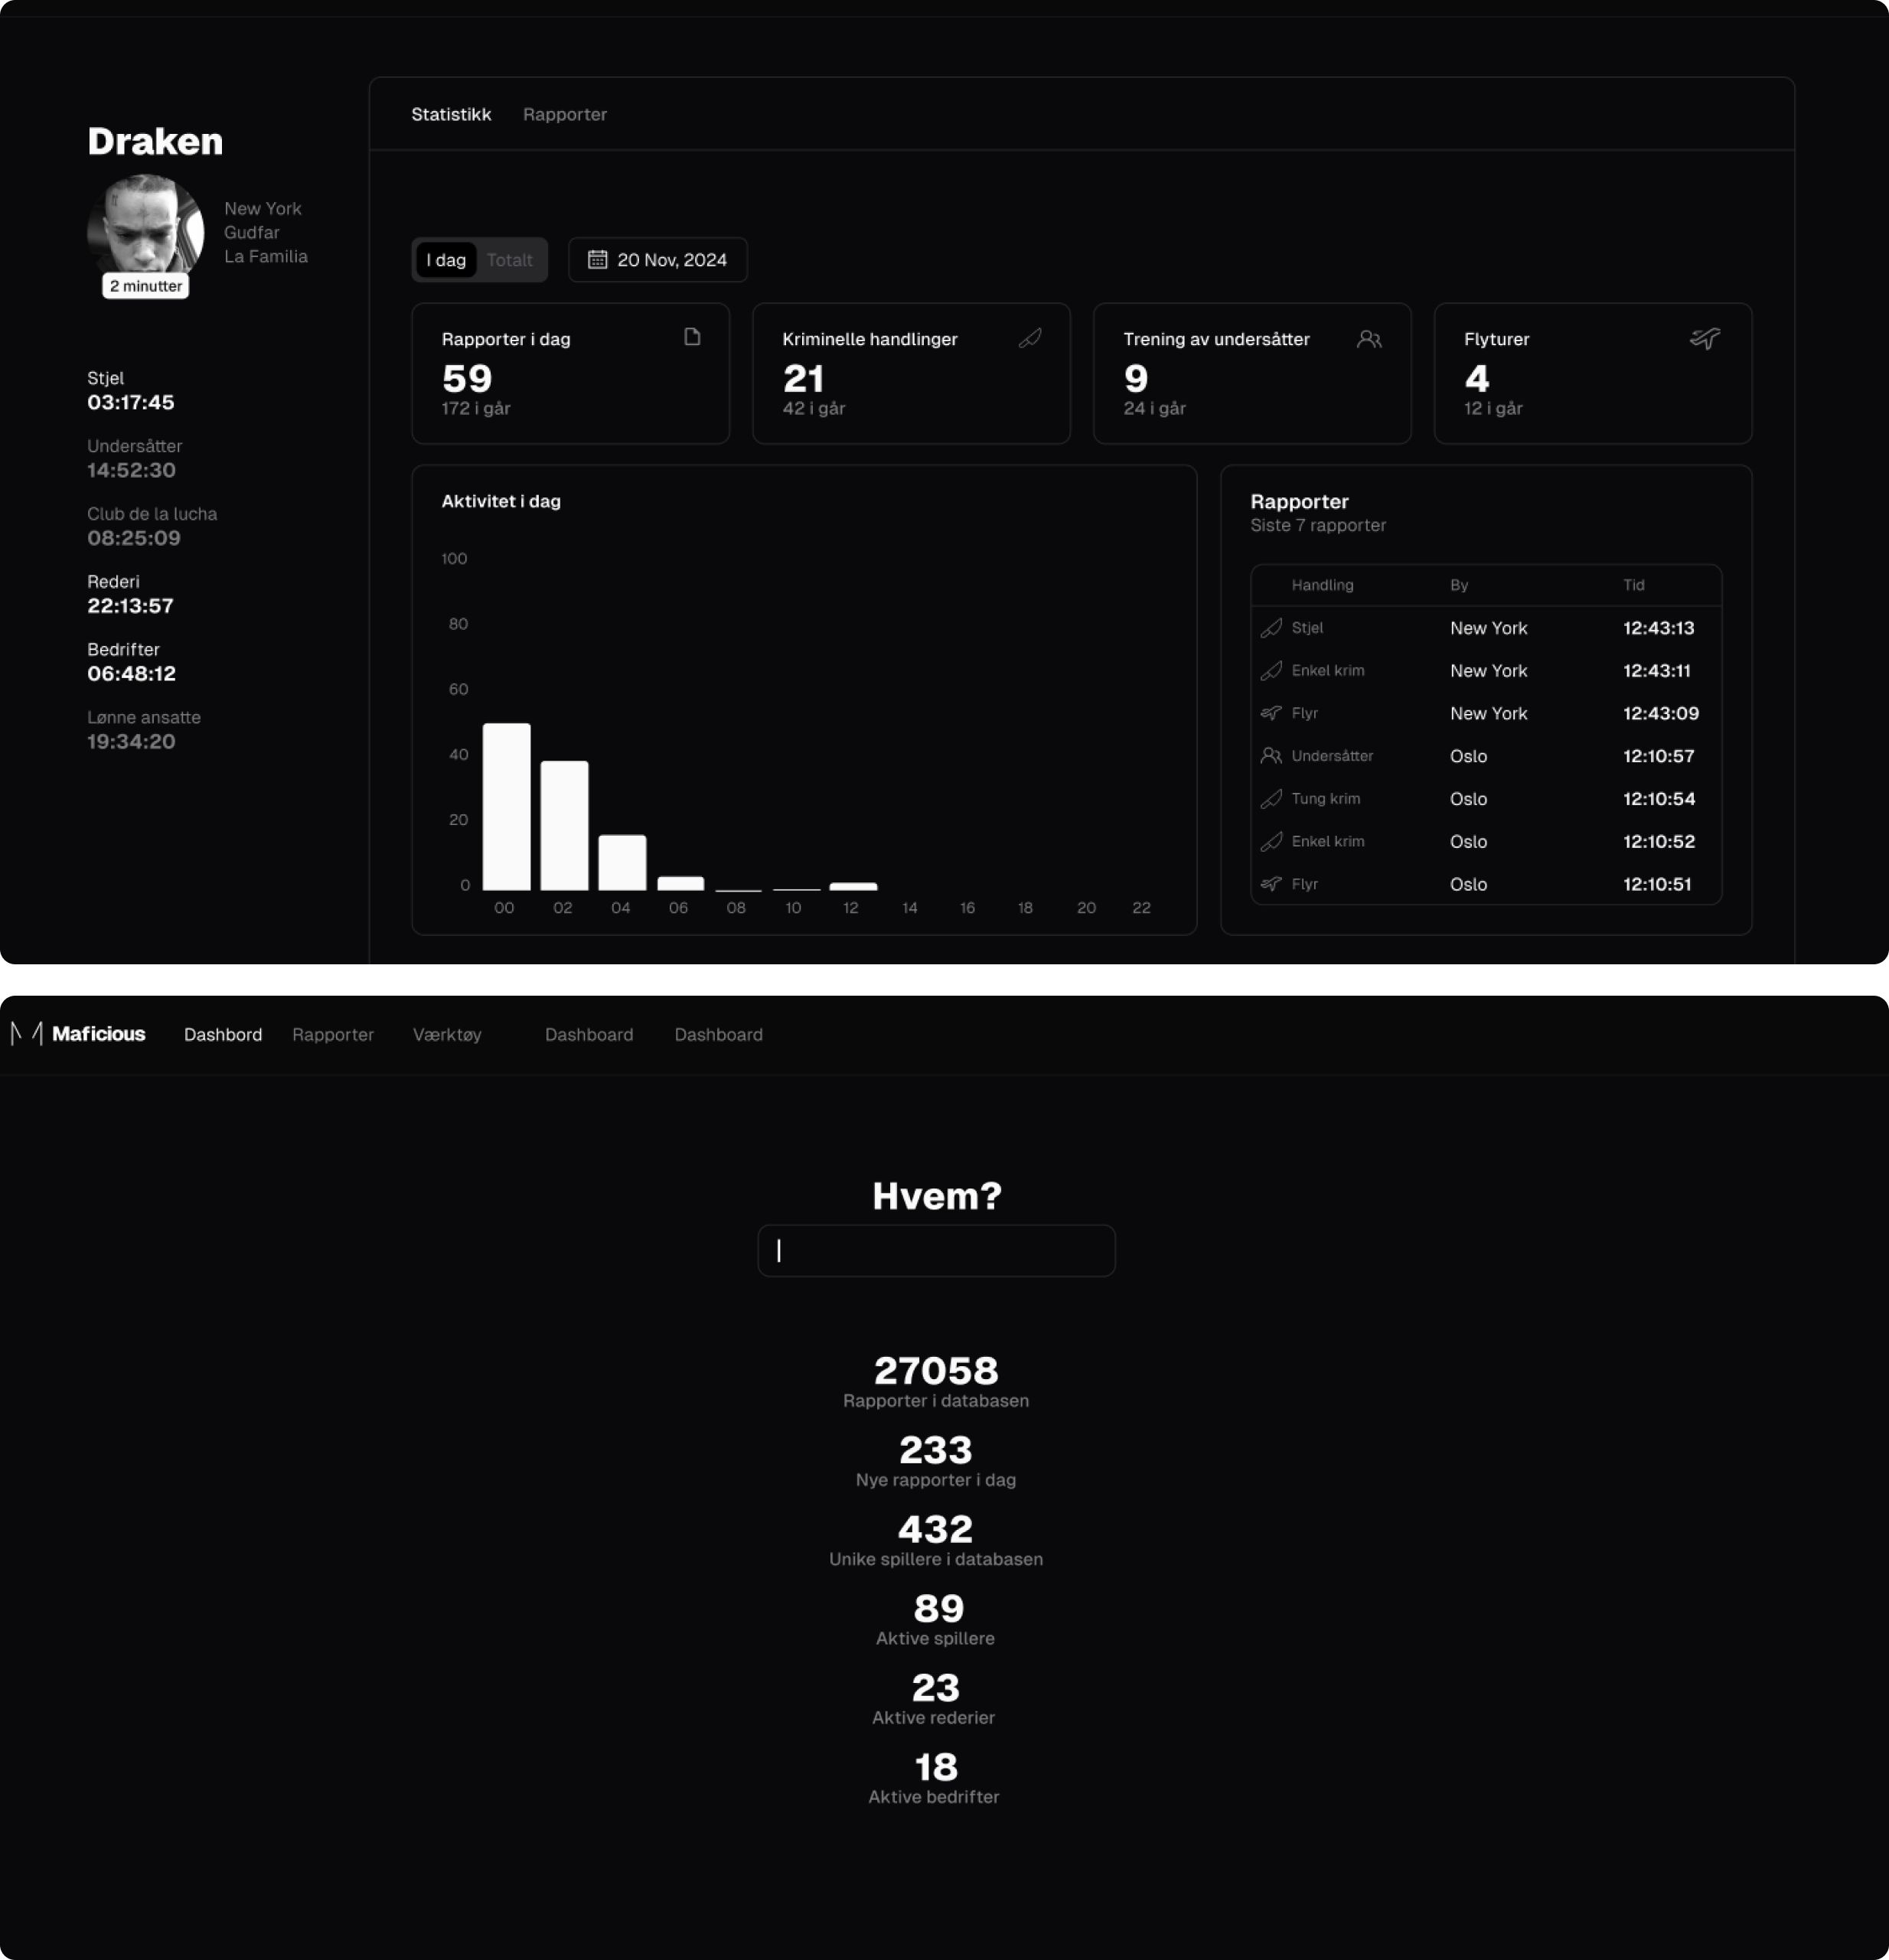 Statistikk Rapporter
Draken
New York
Gudfar
La Familia
2 minutter
Stjel
03:17:45
Undersåtter
14:52:30
Club de la lucha
08:25:09
Rederi
22:13:57
Bedrifter
06:48:12
Lønne ansatte
19:34:20
I dag Totalt 20 Nov, 2024
Rapporter i dag
59
172 i går
Kriminelle handlinger
21
42 i går
Trening av undersåtter
9
24 i går
Flyturer
4
12 i går
Aktivitet i dag
100
80
60
40
20
0
00 02 04 06 08 10 12 14 16 18 20 22
Rapporter
Siste 7 rapporter
Handling By Tid
Stjel New York 12:43:13
Enkel krim New York 12:43:11
Flyr New York 12:43:09
Undersåtter Oslo 12:10:57
Tung krim Oslo 12:10:54
Enkel krim Oslo 12:10:52
Flyr Oslo 12:10:51
Maficious Dashbord Rapporter Værktøy Dashboard Dashboard
Hvem?
27058
Rapporter i databasen
233
Nye rapporter i dag
432
Unike spillere i databasen
89
Aktive spillere
23
Aktive rederier
18
Aktive bedrifter